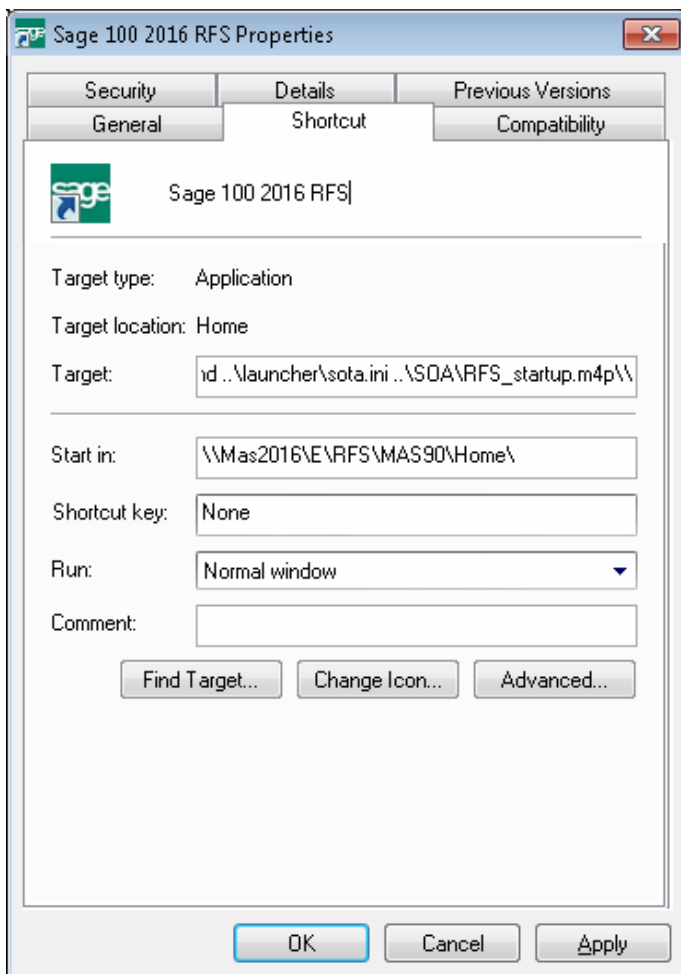 Sage 100 2016 RFS Properties
Security Details Previous Versions
General Shortcut Compatibility
sage Sage 100 2016 RFS
Target type: Application
Target location: Home
Target: nd ..\launcher\sota.ini ..\SOA\RFS_startup.m4p\\
Start in: \\Mas2016\E\RFS\MAS90\Home\
Shortcut key: None
Run: Normal window
Comment:
Find Target... Change Icon... Advanced...
OK Cancel Apply